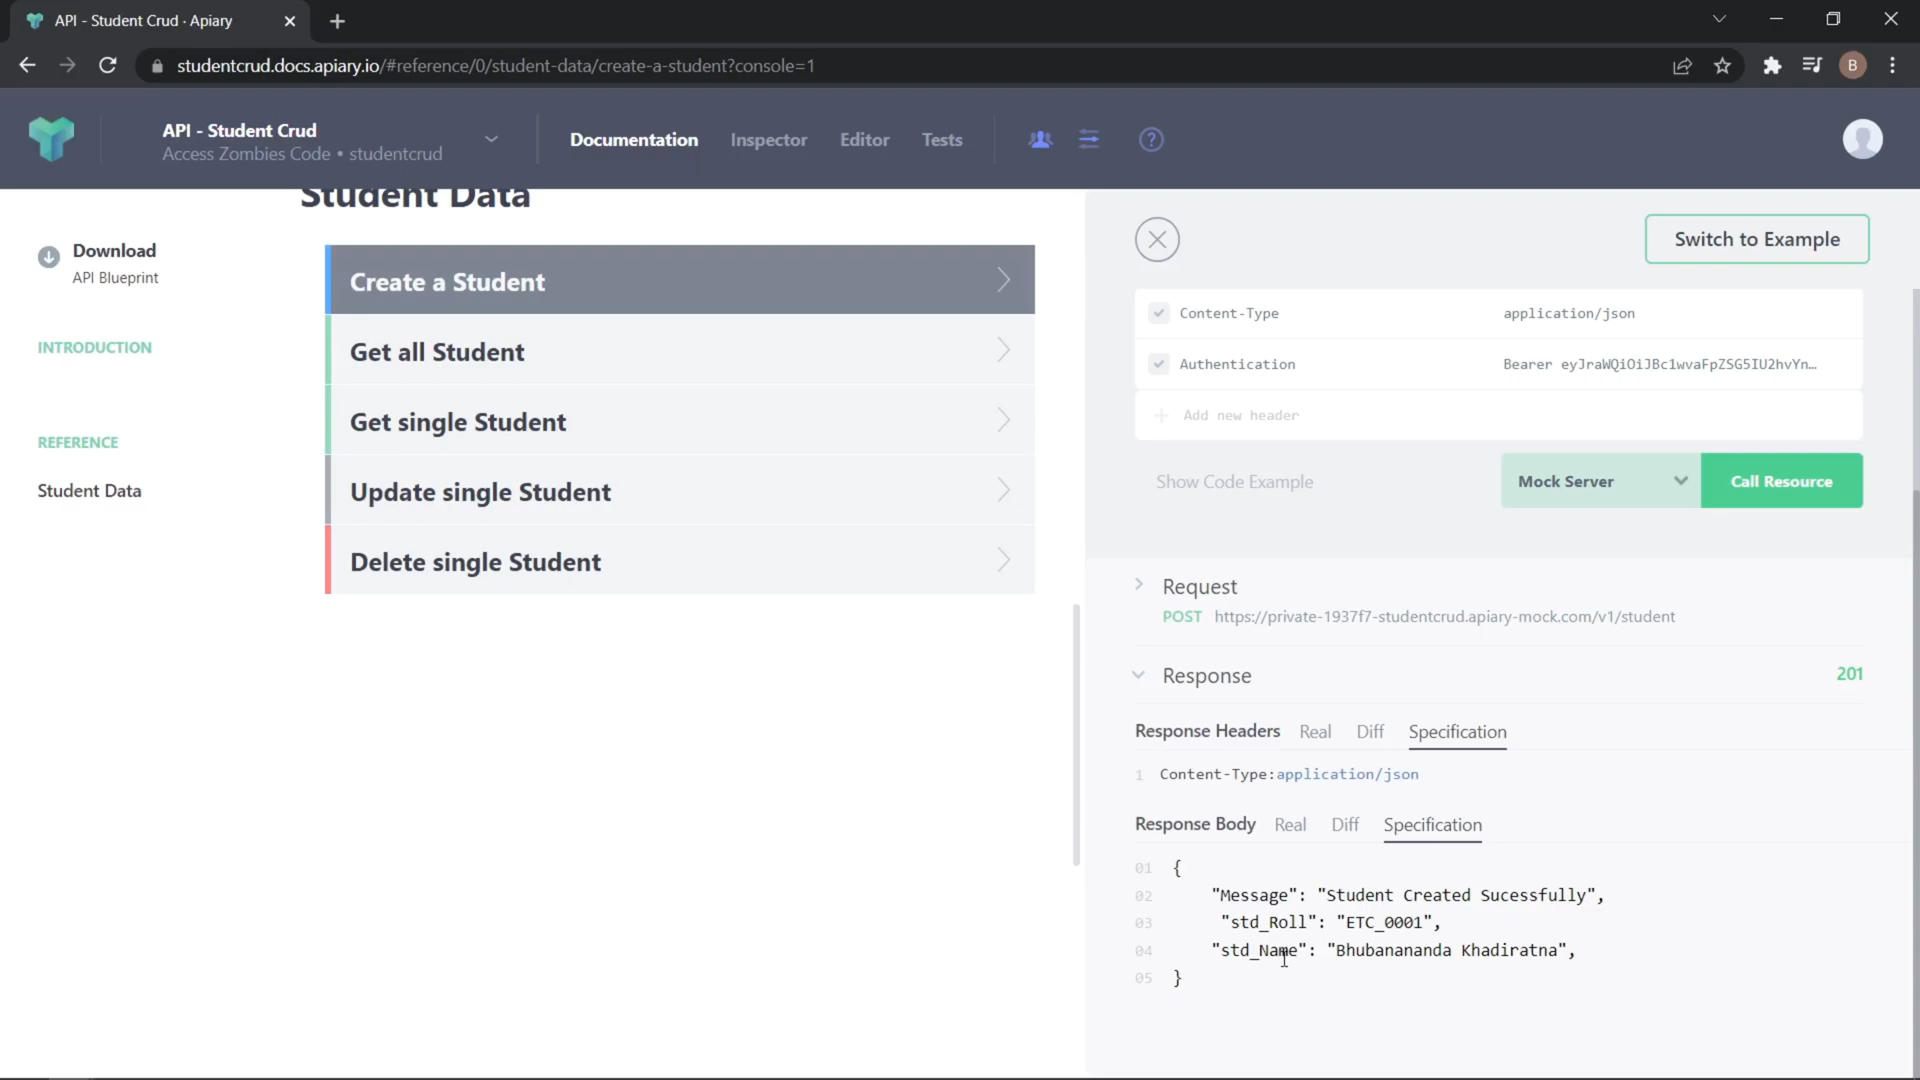 API - Student Crud · Apiary
studentcrud.docs.apiary.io/#reference/0/student-data/create-a-student?console=1
B
API - Student Crud
Access Zombies Code • studentcrud
Documentation
Inspector
Editor
Tests
?
Download
API Blueprint
INTRODUCTION
REFERENCE
Student Data
Student Data
Create a Student
Get all Student
Get single Student
Update single Student
Delete single Student
Switch to Example
Content-Type application/json
Authentication Bearer eyJraWQiOiJBc1wvaFpZSG5IU2hvYn…
Add new header
Show Code Example
Mock Server
Call Resource
Request
POST https://private-1937f7-studentcrud.apiary-mock.com/v1/student
Response 201
Response Headers Real Diff Specification
1 Content-Type:application/json
Response Body Real Diff Specification
01 {
02 "Message": "Student Created Sucessfully",
03 "std_Roll": "ETC_0001",
04 "std_Name": "Bhubanananda Khadiratna",
05 }